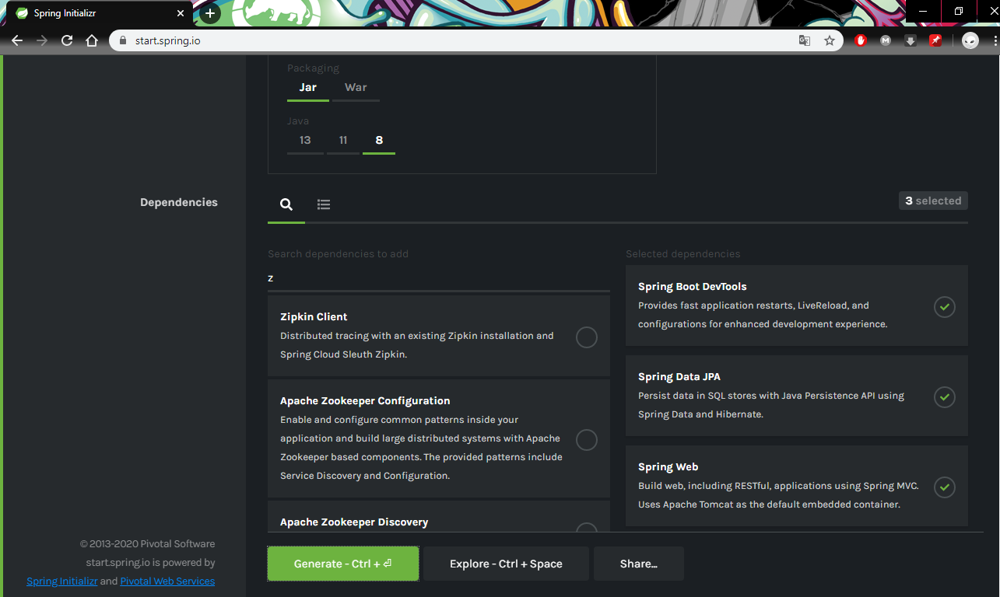 Spring Initializr
start.spring.io
Packaging
Jar War
Java
13 11 8
Dependencies
3 selected
Search dependencies to add
z
Zipkin Client
Distributed tracing with an existing Zipkin installation and
Spring Cloud Sleuth Zipkin.
Apache Zookeeper Configuration
Enable and configure common patterns inside your
application and build large distributed systems with Apache
Zookeeper based components. The provided patterns include
Service Discovery and Configuration.
Apache Zookeeper Discovery
Selected dependencies
Spring Boot DevTools
Provides fast application restarts, LiveReload, and
configurations for enhanced development experience.
Spring Data JPA
Persist data in SQL stores with Java Persistence API using
Spring Data and Hibernate.
Spring Web
Build web, including RESTful, applications using Spring MVC.
Uses Apache Tomcat as the default embedded container.
© 2013-2020 Pivotal Software
start.spring.io is powered by
Spring Initializr and Pivotal Web Services
Generate - Ctrl + ⏎
Explore - Ctrl + Space
Share...